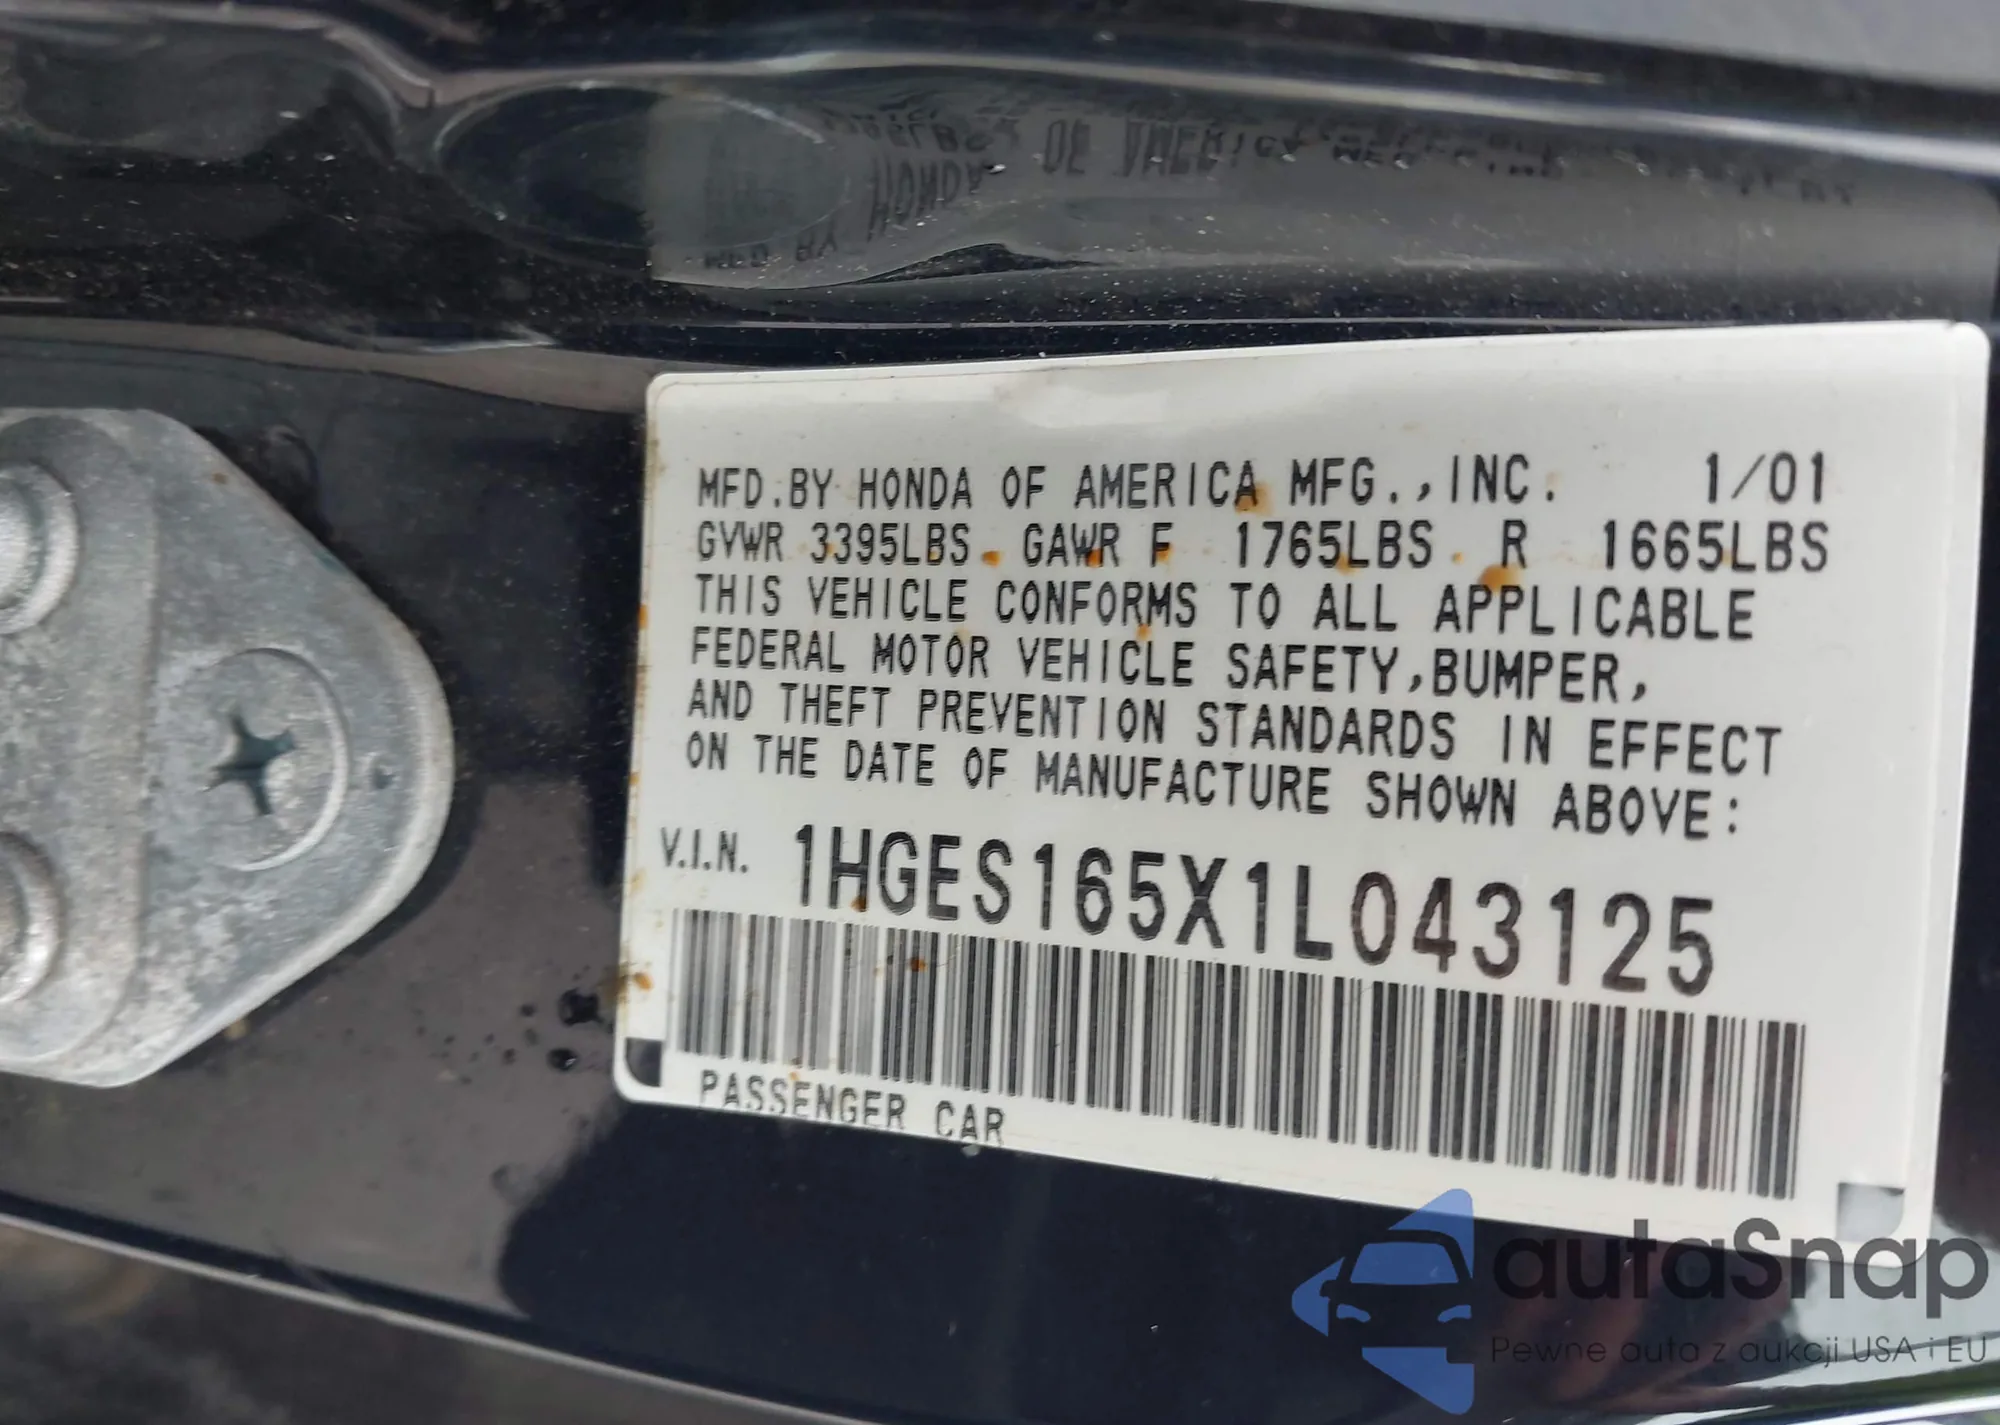 MFD.BY HONDA OF AMERICA MFG.,INC. 1/01
GVWR 3395LBS GAWR F 1765LBS R 1665LBS
THIS VEHICLE CONFORMS TO ALL APPLICABLE
FEDERAL MOTOR VEHICLE SAFETY,BUMPER,
AND THEFT PREVENTION STANDARDS IN EFFECT
ON THE DATE OF MANUFACTURE SHOWN ABOVE:
V.I.N. 1HGES165X1L043125
PASSENGER CAR
autaSnap
Pewne auta z aukcji USA i EU